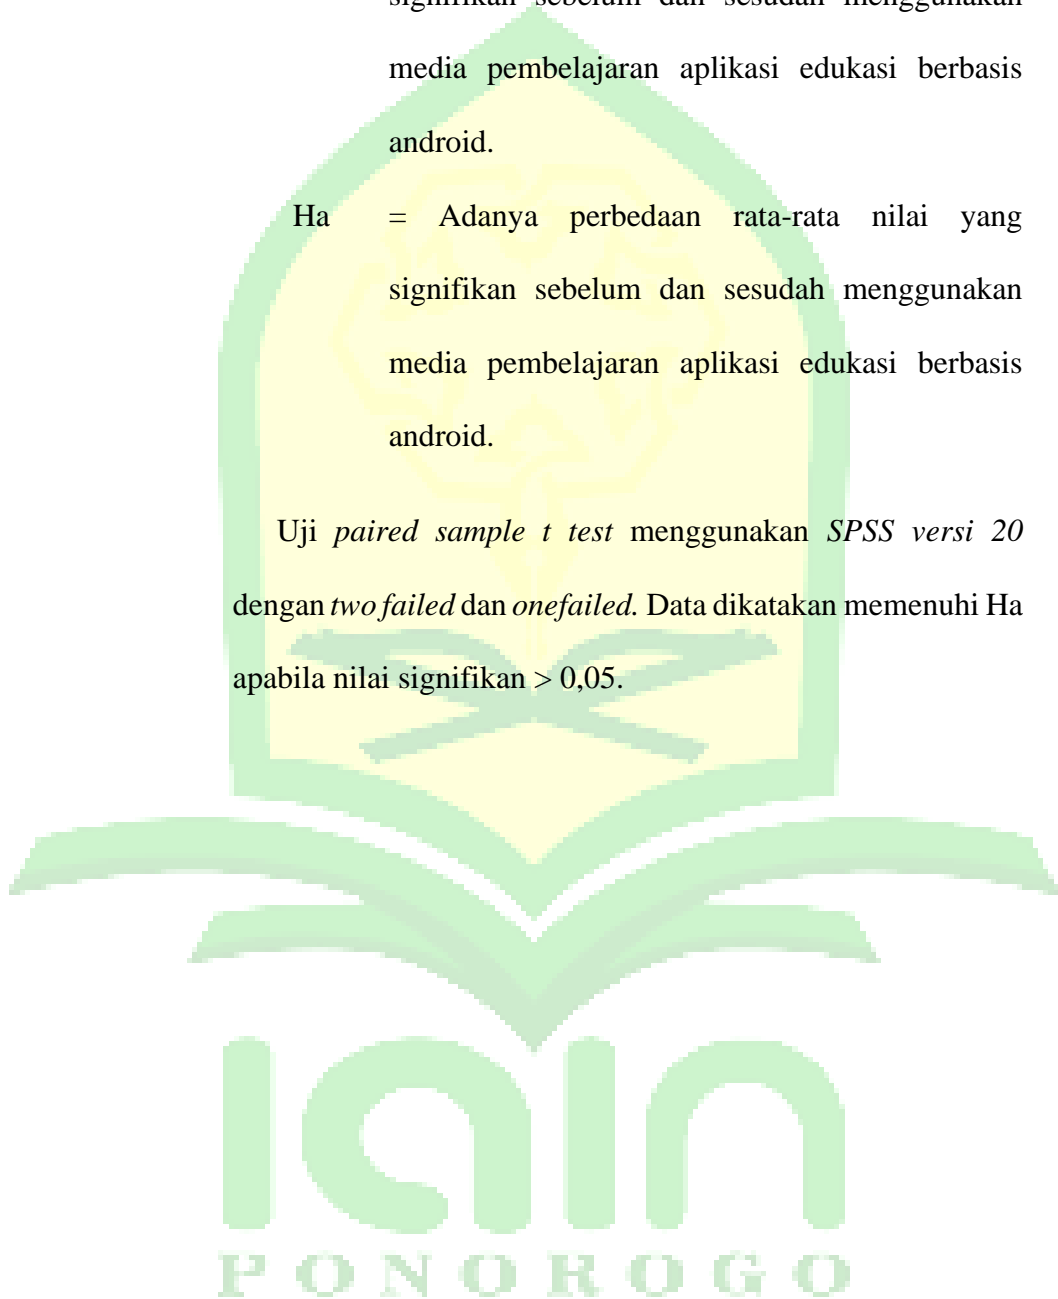 signifikan sebelum dan sesudah menggunakan
media pembelajaran aplikasi edukasi berbasis
android.
Ha = Adanya perbedaan rata-rata nilai yang
signifikan sebelum dan sesudah menggunakan
media pembelajaran aplikasi edukasi berbasis
android.
Uji paired sample t test menggunakan SPSS versi 20
dengan two failed dan onefailed. Data dikatakan memenuhi Ha
apabila nilai signifikan > 0,05.
IAIN
PONOROGO